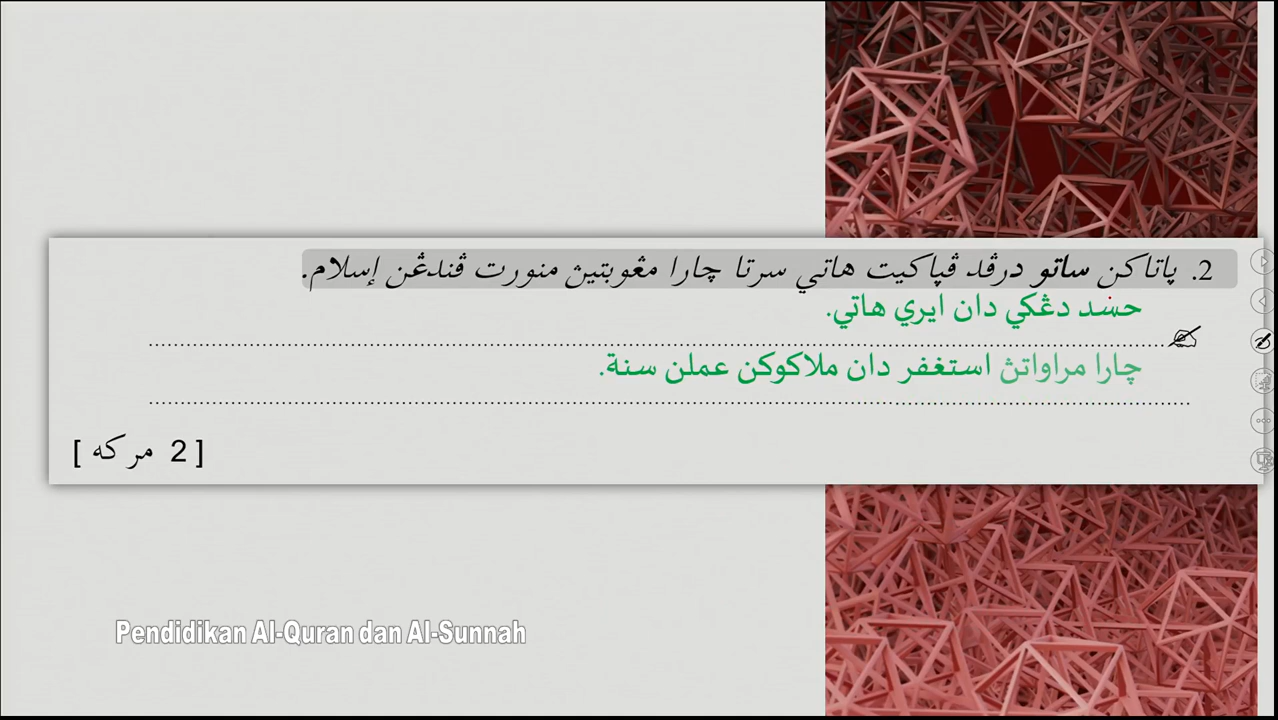 2. ڽاتاکن ساتو درڤد ڤڽاکيت هاتي سرتا چارا مڠوبتيڽ منورت ڤندڠن إسلام.
حسد دڠکي دان ايري هاتي.
چارا مراواتڽ استغفر دان ملاکوکن عملن سنة.
[ 2 مرکه ]
Pendidikan Al-Quran dan Al-Sunnah